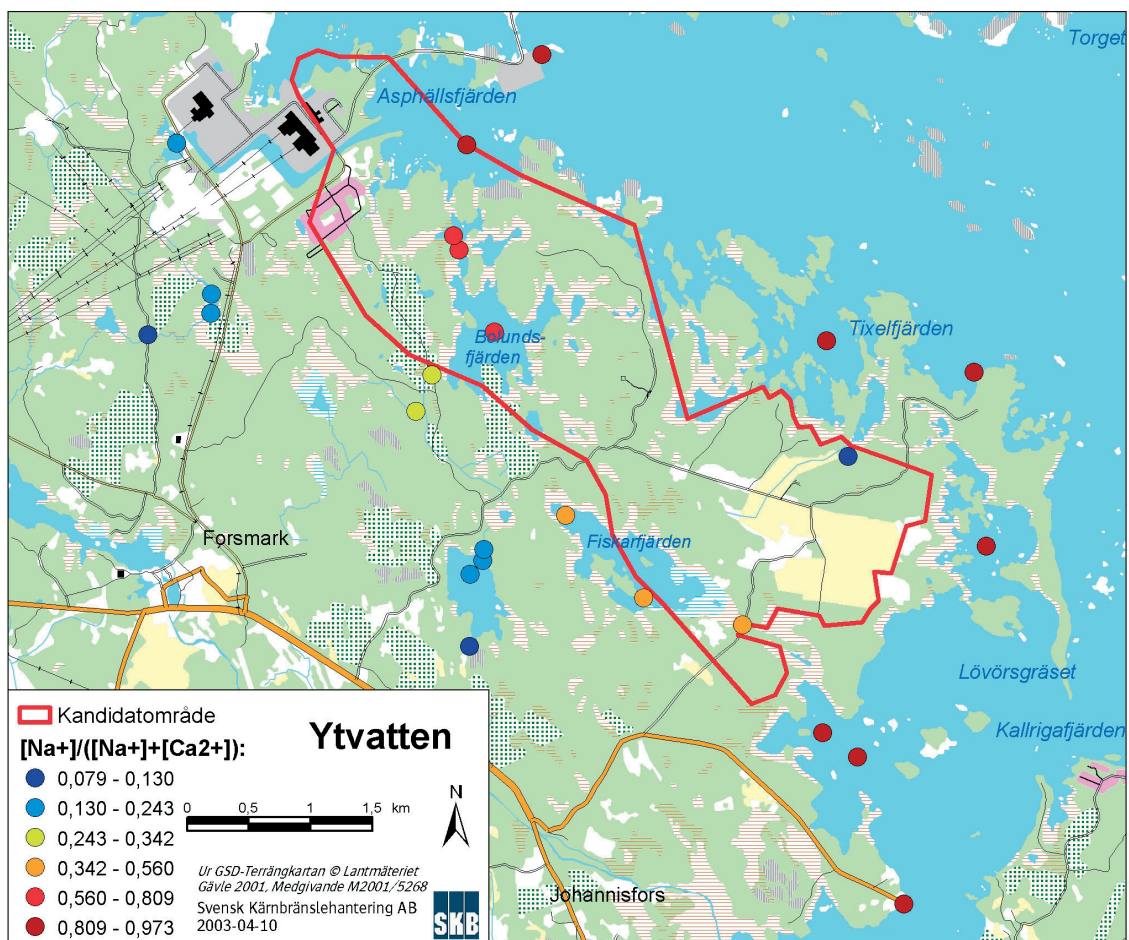 Torget
Asphällsfjärden
Tixelfjärden
Bolunds-
fjärden
Forsmark
Fiskarfjärden
Lövörsgräset
Kallrigafjärden
Johannisfors
Kandidatområde
Ytvatten
[Na+]/([Na+]+[Ca2+]):
0,079 - 0,130
0,130 - 0,243
0,243 - 0,342
0,342 - 0,560
0,560 - 0,809
0,809 - 0,973
N
0 0,5 1 1,5 km
Ur GSD-Terrängkartan © Lantmäteriet
Gävle 2001, Medgivande M2001/5268
Svensk Kärnbränslehantering AB
2003-04-10
SKB